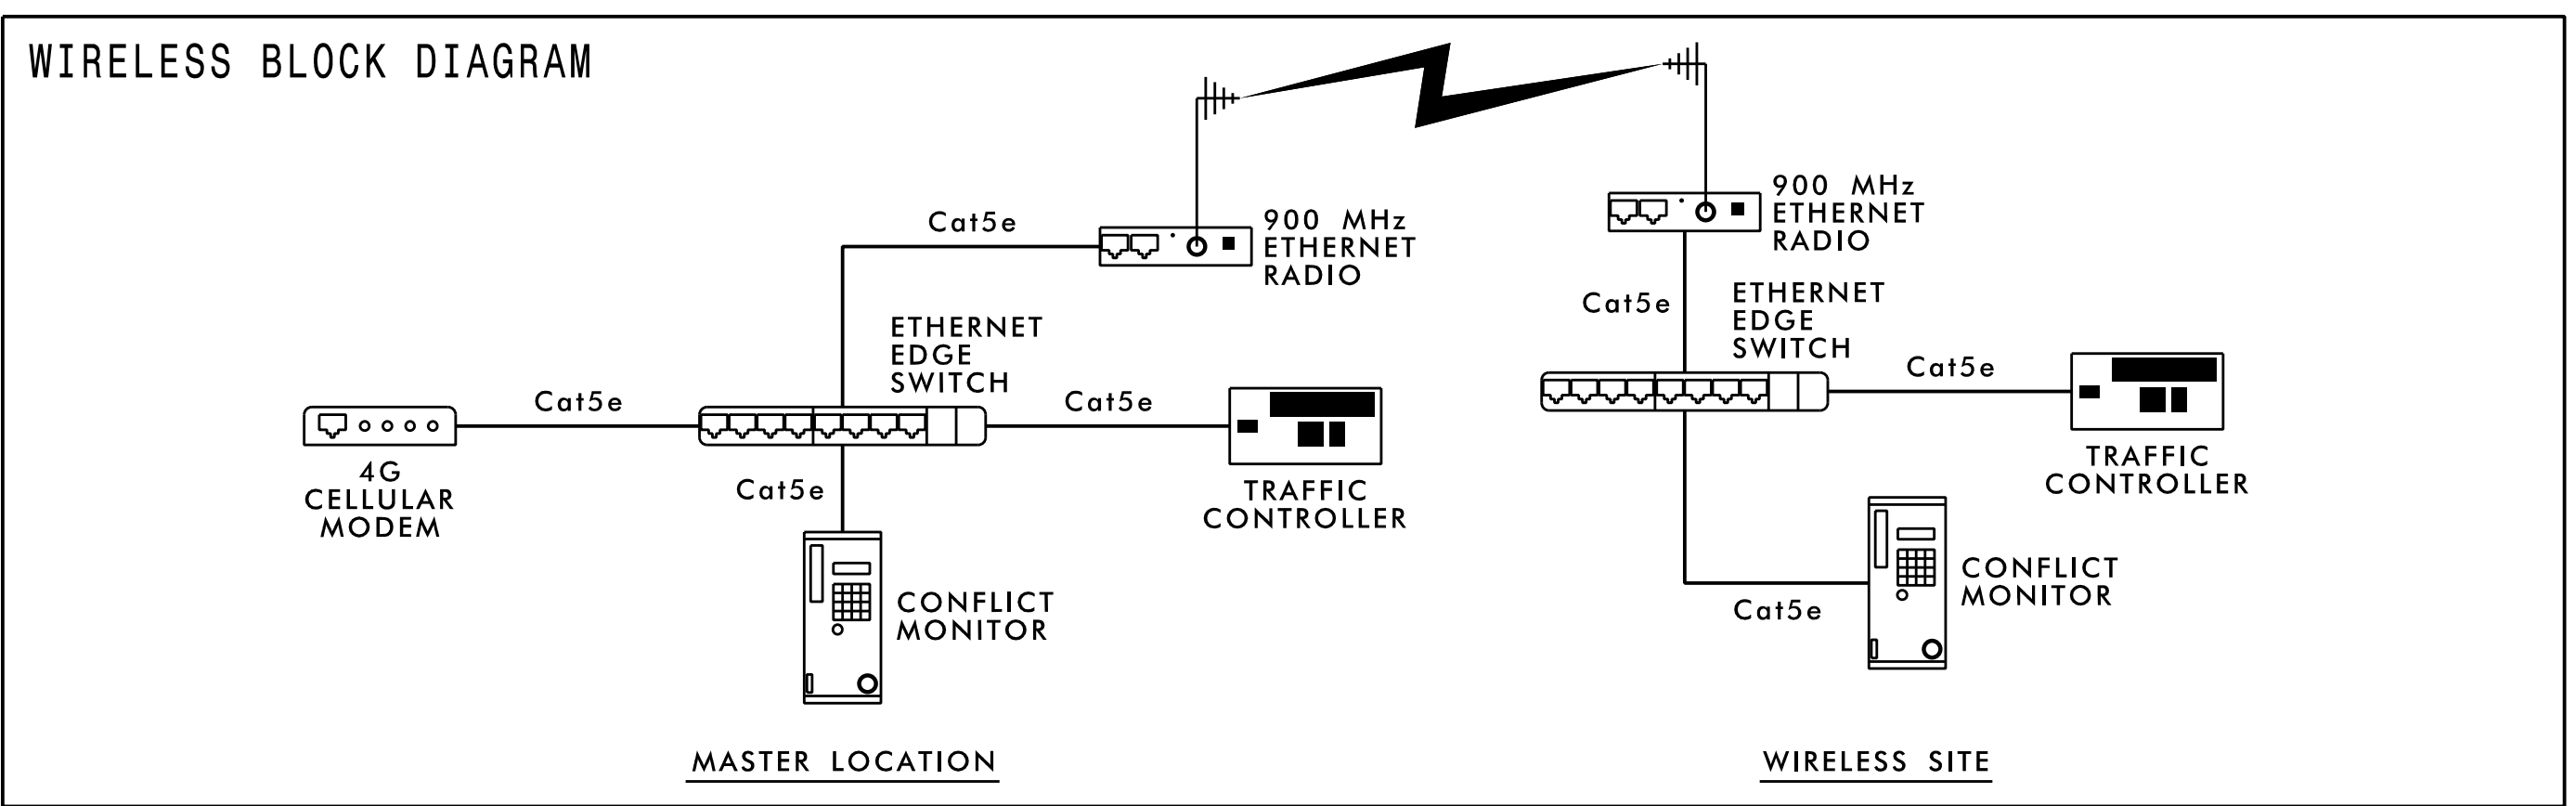 WIRELESS BLOCK DIAGRAM
Cat5e
900 MHz
ETHERNET
RADIO
ETHERNET
EDGE
SWITCH
Cat5e
Cat5e
4G
CELLULAR
MODEM
Cat5e
TRAFFIC
CONTROLLER
CONFLICT
MONITOR
MASTER LOCATION
900 MHz
ETHERNET
RADIO
Cat5e
ETHERNET
EDGE
SWITCH
Cat5e
TRAFFIC
CONTROLLER
CONFLICT
MONITOR
Cat5e
WIRELESS SITE